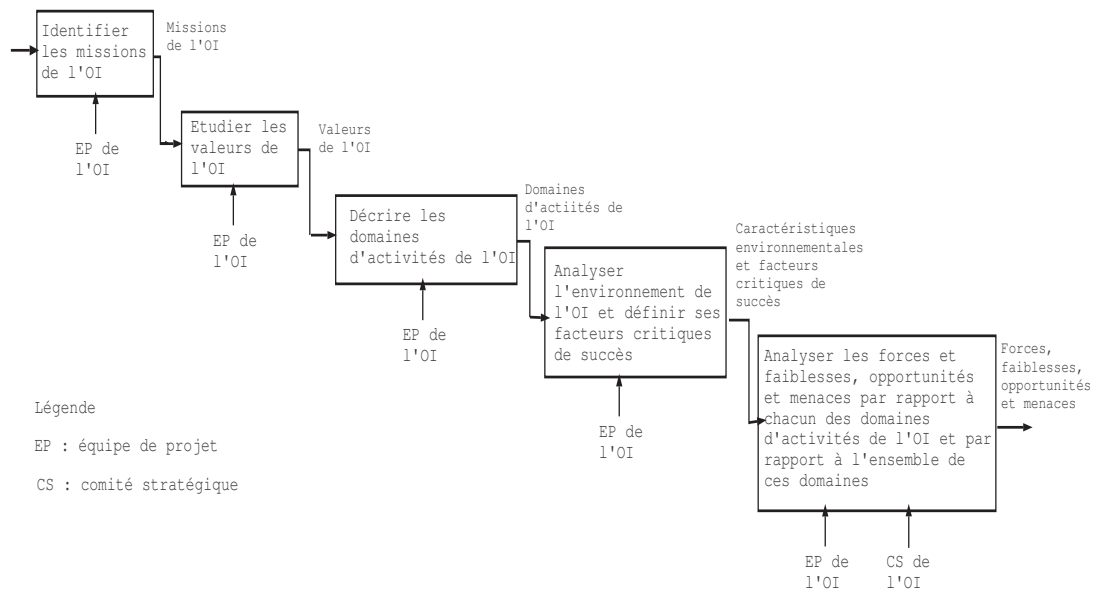 Identifier
les missions
de l'OI
Missions
de l'OI
EP de
l'OI
Etudier les
valeurs de
l'OI
Valeurs
de l'OI
EP de
l'OI
Décrire les
domaines
d'activités de l'OI
Domaines
d'actiités de
l'OI
EP de
l'OI
Analyser
l'environnement de
l'OI et définir ses
facteurs critiques
de succès
Caractéristiques
environnementales
et facteurs
critiques de
succès
EP de
l'OI
Analyser les forces et
faiblesses, opportunités
et menaces par rapport à
chacun des domaines
d'activités de l'OI et par
rapport à l'ensemble de
ces domaines
Forces,
faiblesses,
opportunités
et menaces
EP de
l'OI
CS de
l'OI
Légende
EP : équipe de projet
CS : comité stratégique